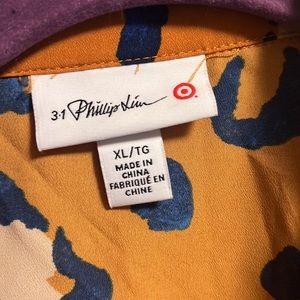 3.1 Phillip Lim
XL/TG
MADE IN
CHINA
FABRIQUÉ EN
CHINE